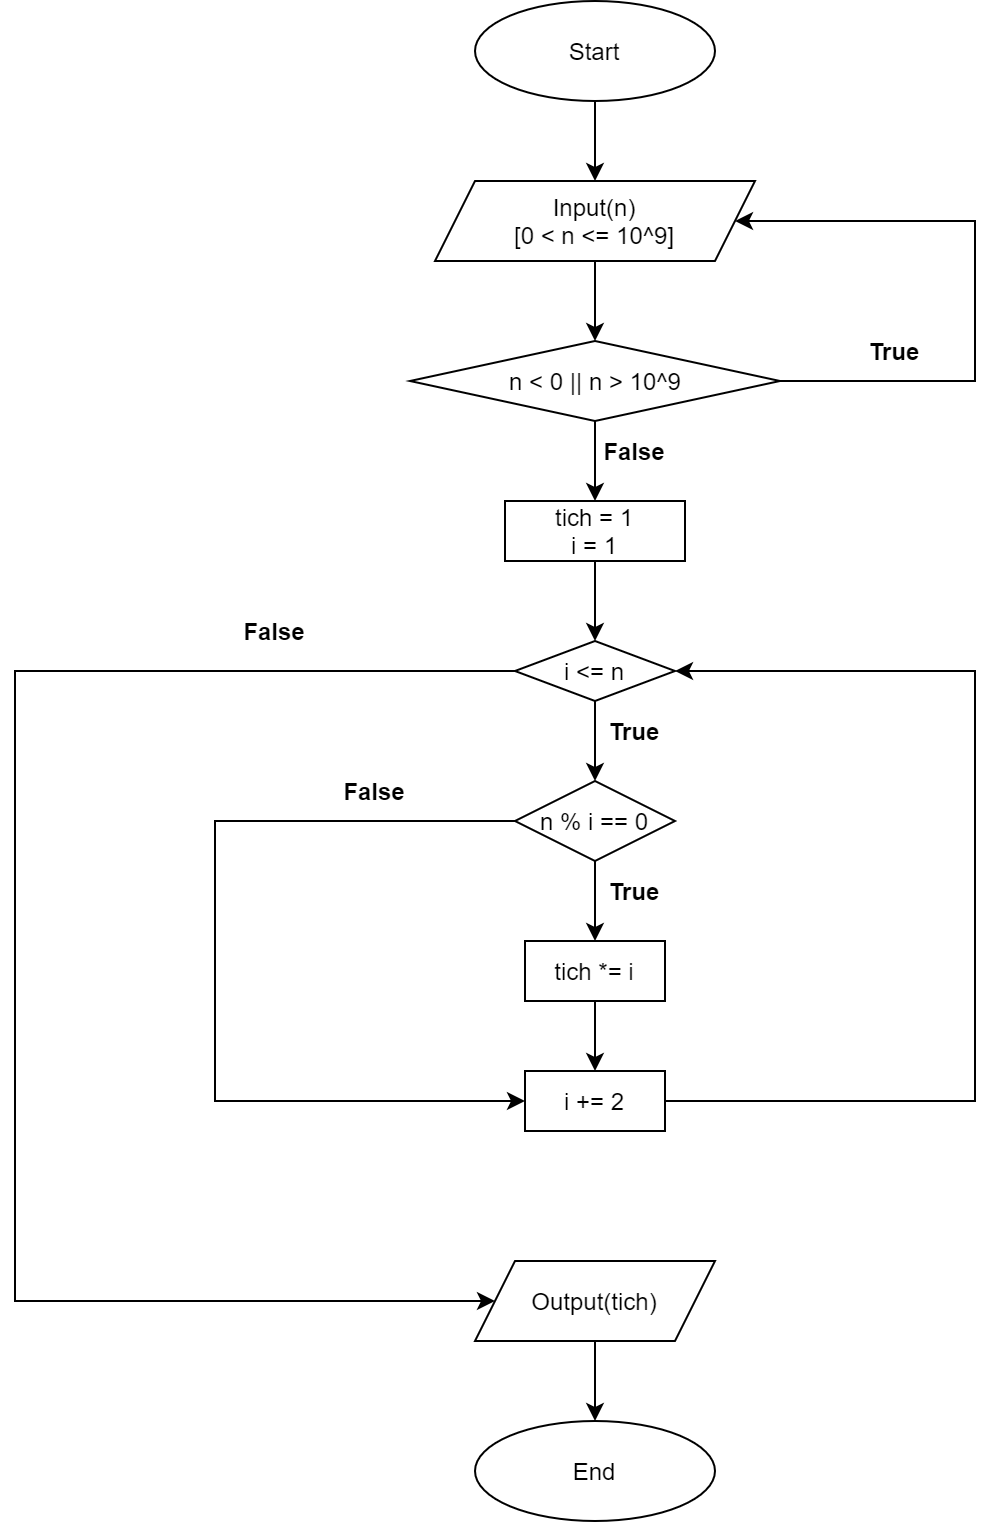 Start
Input(n)
[0 < n <= 10^9]
n < 0 || n > 10^9
True
False
tich = 1
i = 1
i <= n
False
True
n % i == 0
False
True
tich *= i
i += 2
Output(tich)
End